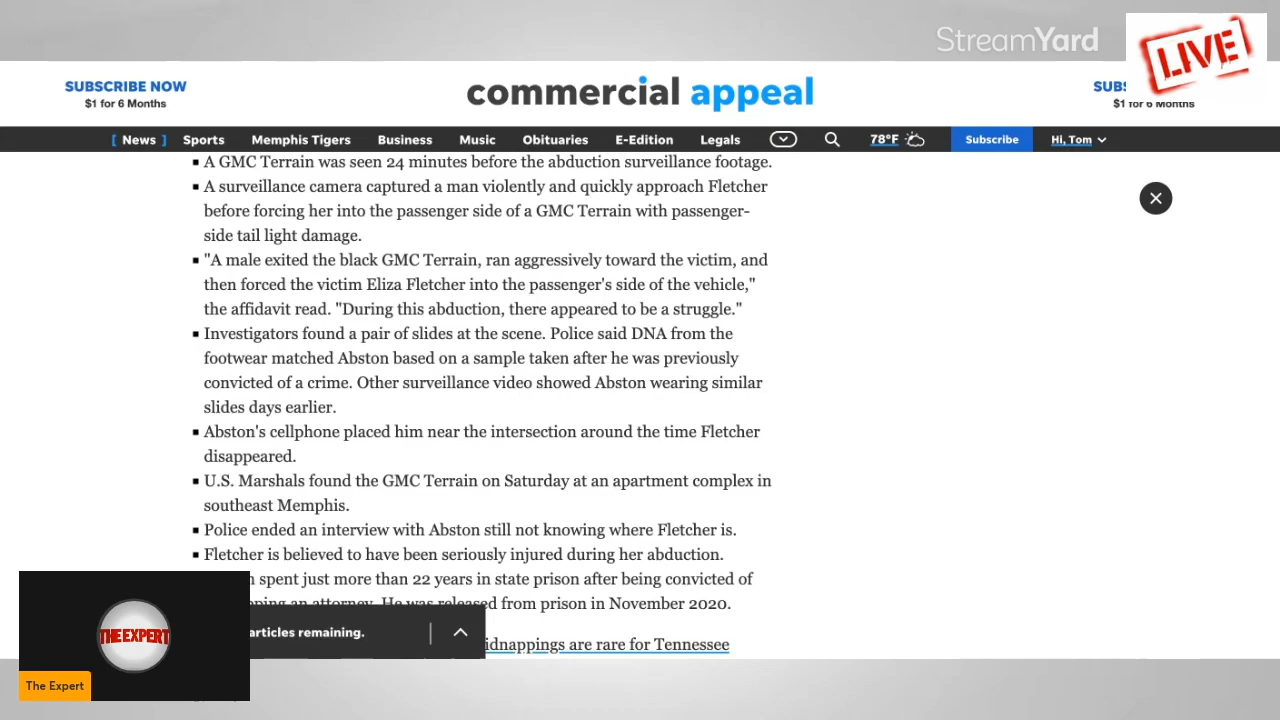 StreamYard
LIVE
SUBSCRIBE NOW
$1 for 6 Months
commercial appeal
SUBS
$1 for 6 Months
[ News ] Sports Memphis Tigers Business Music Obituaries E-Edition Legals 78°F Subscribe Hi, Tom
▪ A GMC Terrain was seen 24 minutes before the abduction surveillance footage.
▪ A surveillance camera captured a man violently and quickly approach Fletcher
before forcing her into the passenger side of a GMC Terrain with passenger-
side tail light damage.
▪ "A male exited the black GMC Terrain, ran aggressively toward the victim, and
then forced the victim Eliza Fletcher into the passenger's side of the vehicle,"
the affidavit read. "During this abduction, there appeared to be a struggle."
▪ Investigators found a pair of slides at the scene. Police said DNA from the
footwear matched Abston based on a sample taken after he was previously
convicted of a crime. Other surveillance video showed Abston wearing similar
slides days earlier.
▪ Abston's cellphone placed him near the intersection around the time Fletcher
disappeared.
▪ U.S. Marshals found the GMC Terrain on Saturday at an apartment complex in
southeast Memphis.
▪ Police ended an interview with Abston still not knowing where Fletcher is.
▪ Fletcher is believed to have been seriously injured during her abduction.
spent just more than 22 years in state prison after being convicted of
an attorney. He was released from prison in November 2020.
articles remaining.
idnappings are rare for Tennessee
THE EXPERT
The Expert